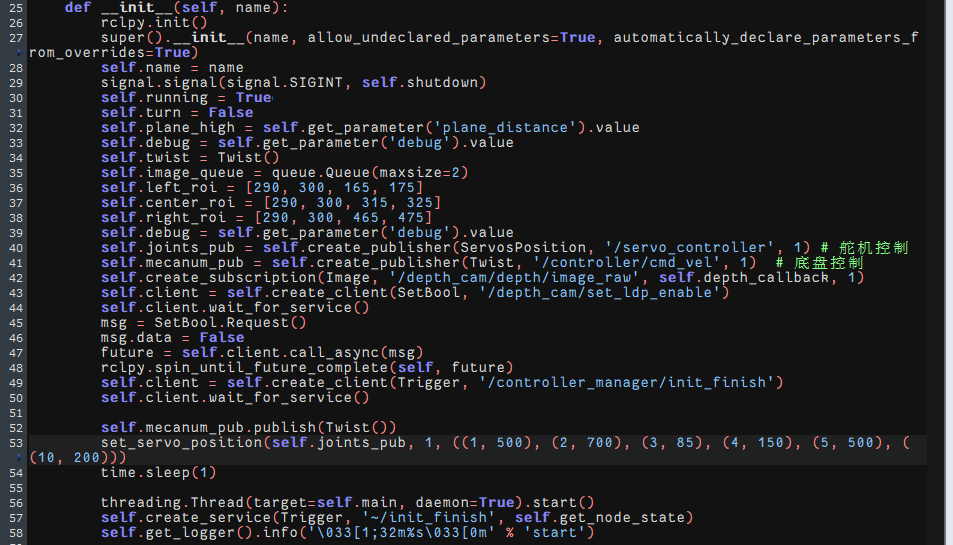 25 def __init__(self, name):
26 rclpy.init()
27 super().__init__(name, allow_undeclared_parameters=True, automatically_declare_parameters_f
rom_overrides=True)
28 self.name = name
29 signal.signal(signal.SIGINT, self.shutdown)
30 self.running = True
31 self.turn = False
32 self.plane_high = self.get_parameter('plane_distance').value
33 self.debug = self.get_parameter('debug').value
34 self.twist = Twist()
35 self.image_queue = queue.Queue(maxsize=2)
36 self.left_roi = [290, 300, 165, 175]
37 self.center_roi = [290, 300, 315, 325]
38 self.right_roi = [290, 300, 465, 475]
39 self.debug = self.get_parameter('debug').value
40 self.joints_pub = self.create_publisher(ServosPosition, '/servo_controller', 1) # 舵机控制
41 self.mecanum_pub = self.create_publisher(Twist, '/controller/cmd_vel', 1)  # 底盘控制
42 self.create_subscription(Image, '/depth_cam/depth/image_raw', self.depth_callback, 1)
43 self.client = self.create_client(SetBool, '/depth_cam/set_ldp_enable')
44 self.client.wait_for_service()
45 msg = SetBool.Request()
46 msg.data = False
47 future = self.client.call_async(msg)
48 rclpy.spin_until_future_complete(self, future)
49 self.client = self.create_client(Trigger, '/controller_manager/init_finish')
50 self.client.wait_for_service()
51
52 self.mecanum_pub.publish(Twist())
53 set_servo_position(self.joints_pub, 1, ((1, 500), (2, 700), (3, 85), (4, 150), (5, 500), (
(10, 200)))
54 time.sleep(1)
55
56 threading.Thread(target=self.main, daemon=True).start()
57 self.create_service(Trigger, '~/init_finish', self.get_node_state)
58 self.get_logger().info('\033[1;32m%s\033[0m' % 'start')